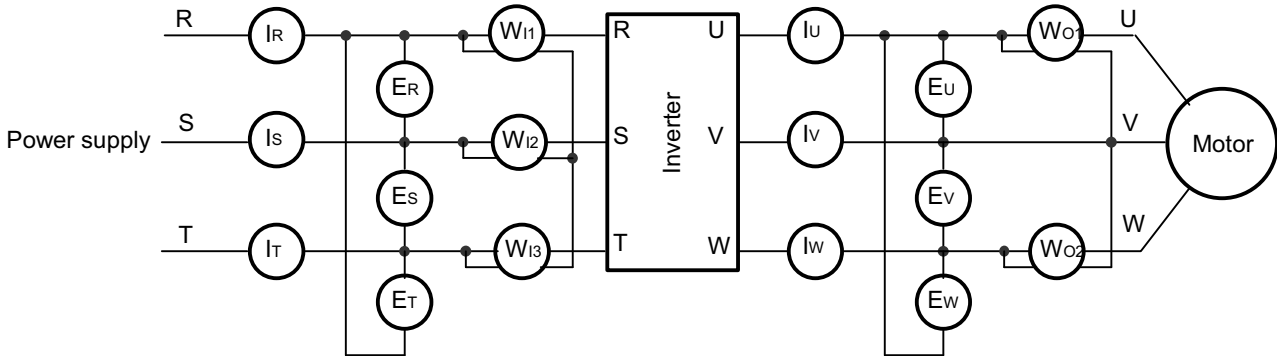 R IR WI1 R U IU WO1 U
ER EU
Power supply S IS WI2 S Inverter V IV V Motor
ES EV
T IT WI3 T W IW WO2 W
ET EW